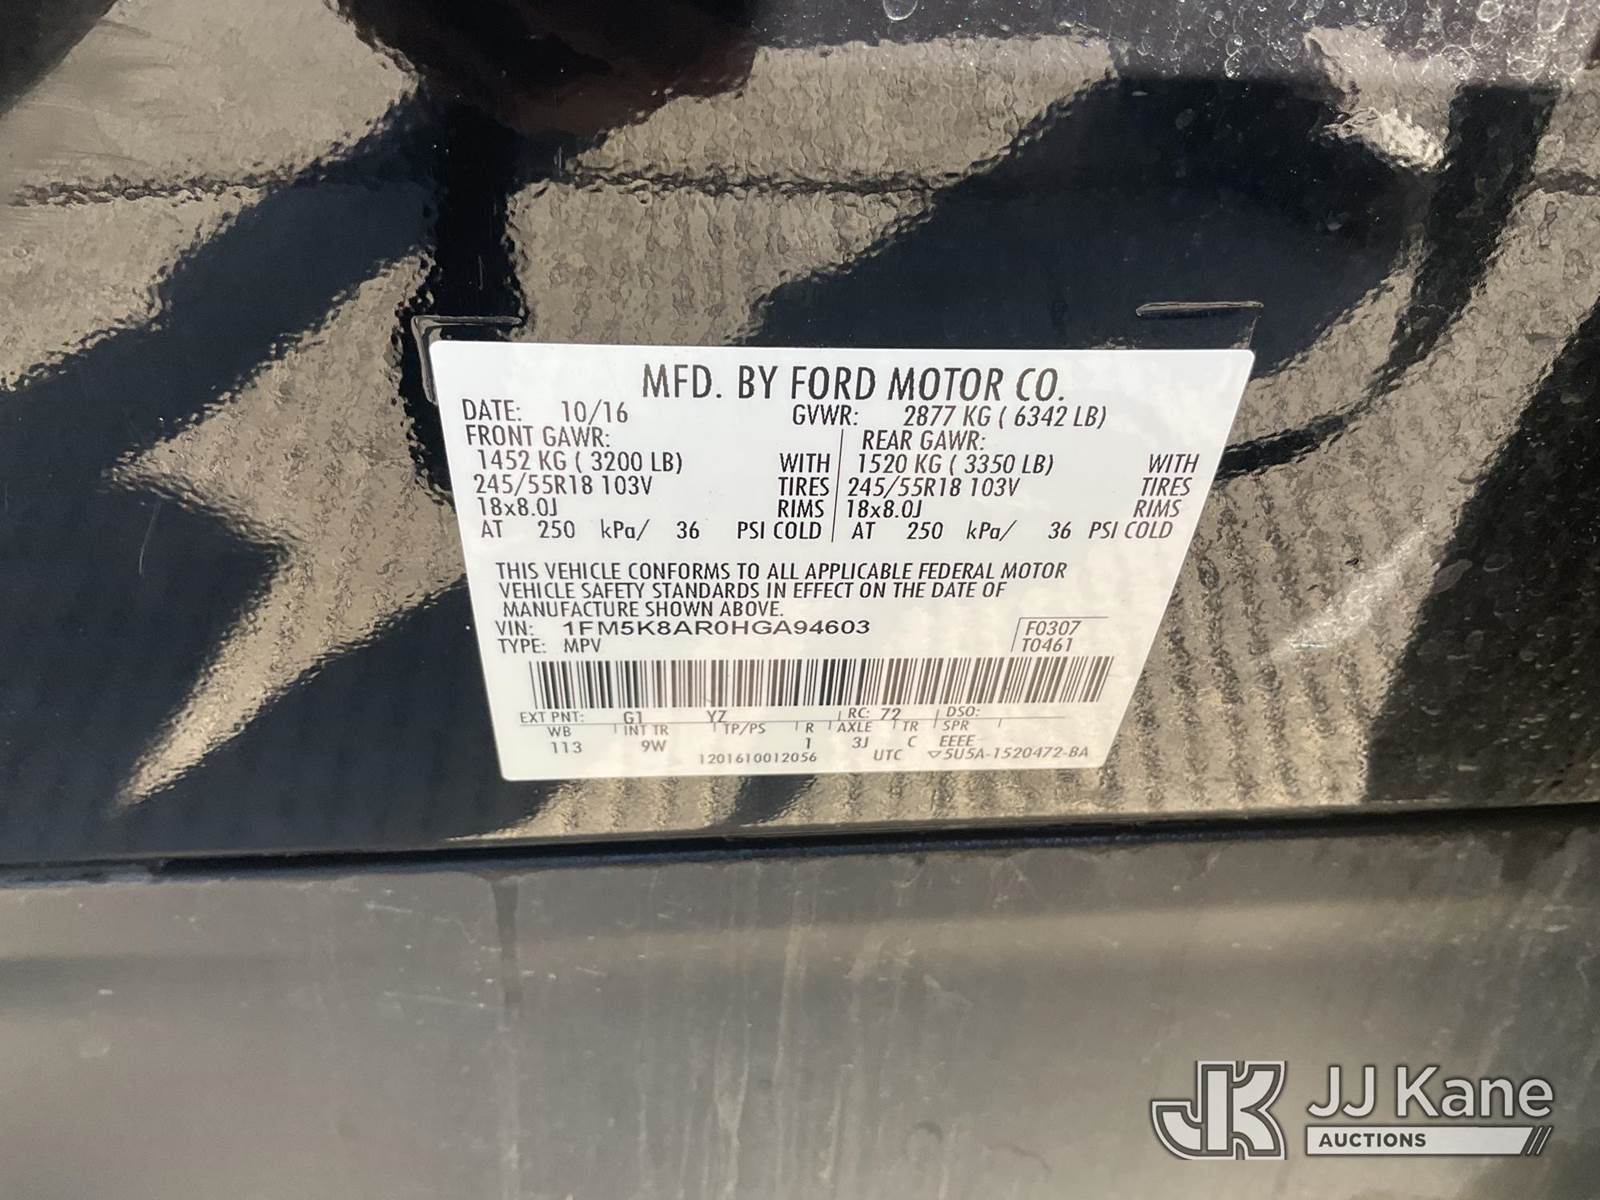 MFD. BY FORD MOTOR CO.
DATE: 10/16 GVWR: 2877 KG ( 6342 LB)
FRONT GAWR: REAR GAWR:
1452 KG ( 3200 LB) WITH 1520 KG ( 3350 LB) WITH
245/55R18 103V TIRES 245/55R18 103V TIRES
18x8.0J RIMS 18x8.0J RIMS
AT 250 kPa/ 36 PSI COLD AT 250 kPa/ 36 PSI COLD
THIS VEHICLE CONFORMS TO ALL APPLICABLE FEDERAL MOTOR
VEHICLE SAFETY STANDARDS IN EFFECT ON THE DATE OF
MANUFACTURE SHOWN ABOVE.
VIN: 1FM5K8AR0HGA94603 F0307
TYPE: MPV T0461
EXT PNT: G1 YZ RC: 72 DSO:
WB INT TR TP/PS R AXLE TR SPR
113 9W 1 3J C EEEE
1201610012056 UTC ▽5U5A-1520472-BA
JK JJ Kane
AUCTIONS